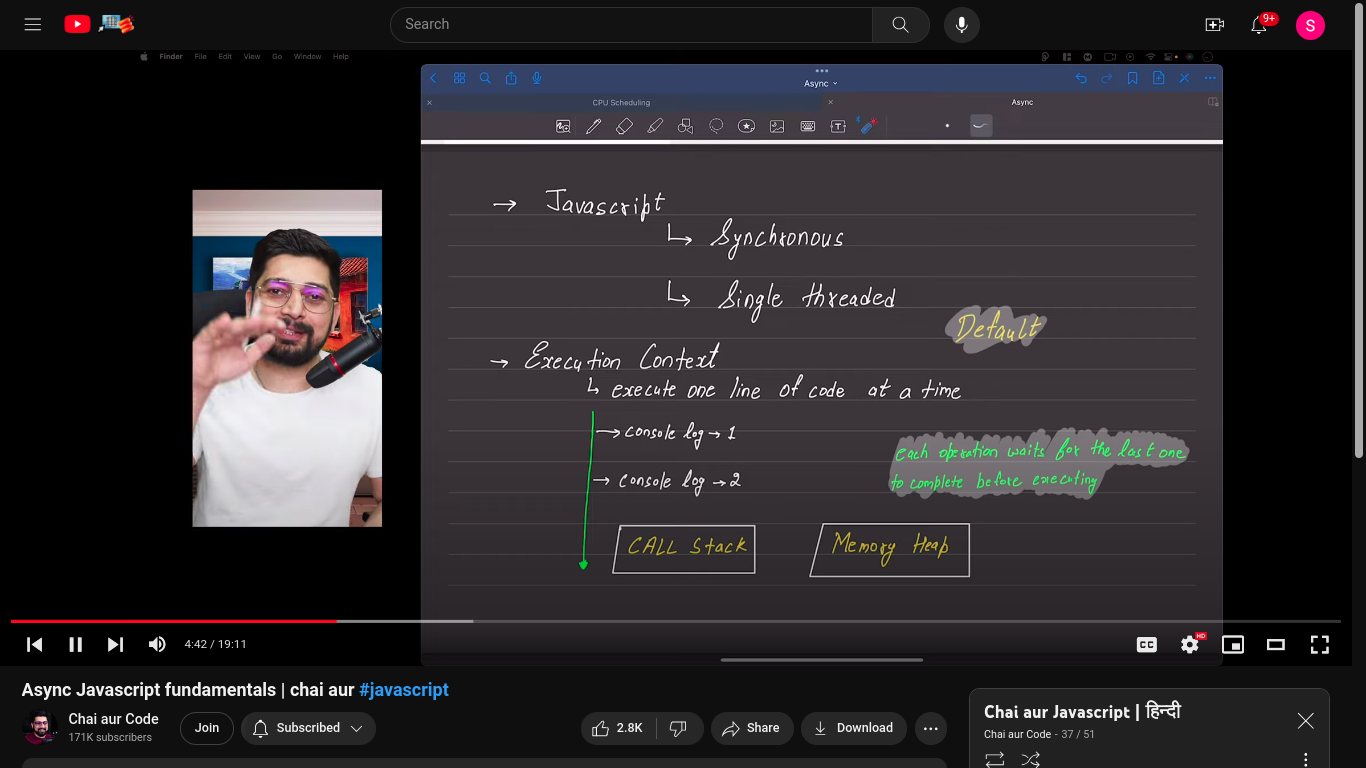 Search
9+
S
Finder File Edit View Go Window Help
Async
CPU Scheduling
Async
T
→ Javascript
↳ Synchronous
↳ Single threaded
Default
→ Execution Context
↳ execute one line of code at a time
→ console log → 1
each operation waits for the last one
to complete before executing
→ console log → 2
CALL Stack
Memory Heap
4:42 / 19:11
CC
HD
Async Javascript fundamentals | chai aur #javascript
Chai aur Code
171K subscribers
Join
Subscribed
2.8K
Share
Download
Chai aur Javascript | हिन्दी
Chai aur Code - 37 / 51